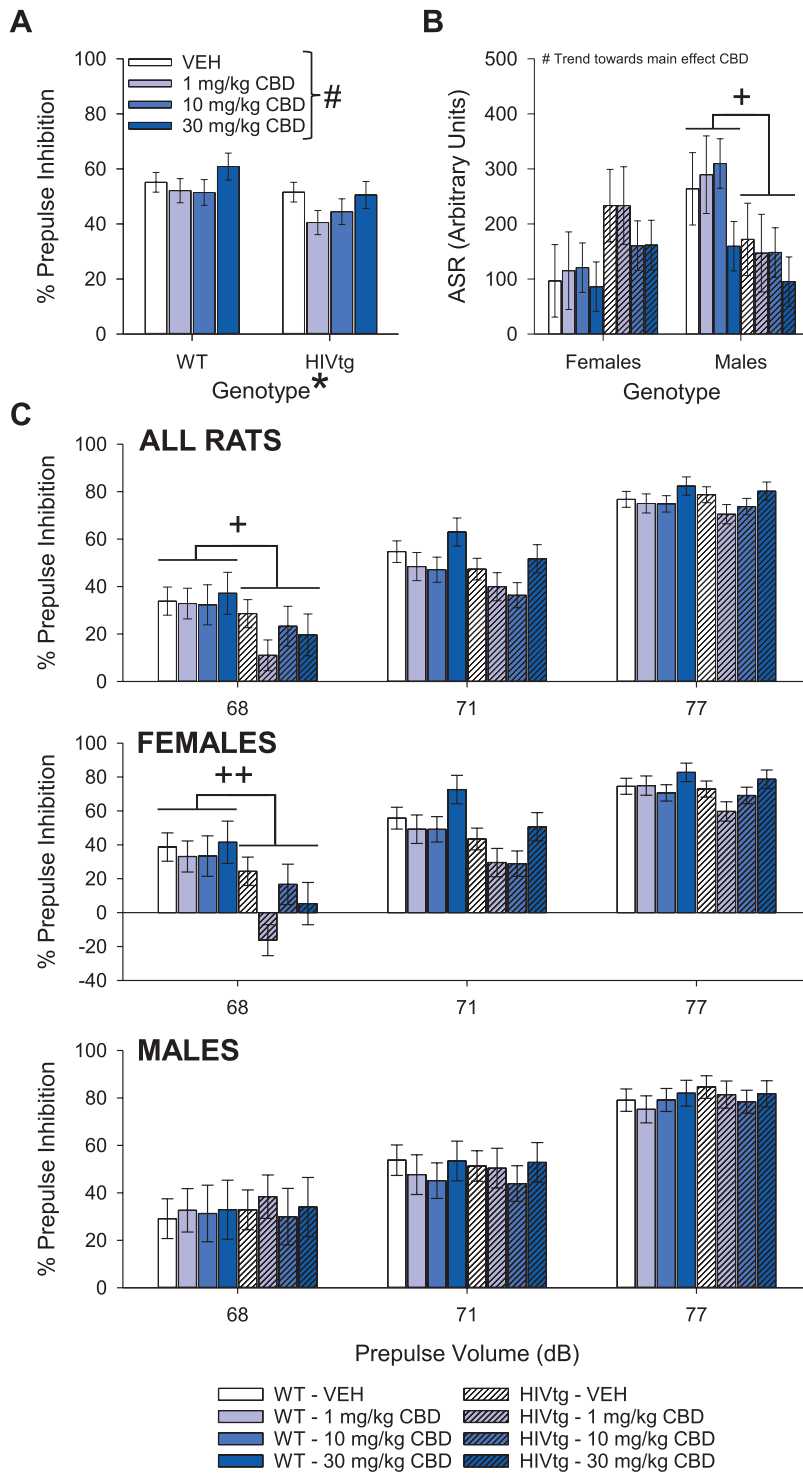 A
% Prepulse Inhibition
100
80
60
40
20
0
VEH
1 mg/kg CBD
10 mg/kg CBD
30 mg/kg CBD
#
WT
HIVtg
Genotype*
B
# Trend towards main effect CBD
ASR (Arbitrary Units)
500
400
300
200
100
0
+
Females
Males
Genotype
C
ALL RATS
% Prepulse Inhibition
100
80
60
40
20
0
+
68
71
77
FEMALES
% Prepulse Inhibition
100
80
60
40
20
0
-20
-40
++
68
71
77
MALES
% Prepulse Inhibition
100
80
60
40
20
0
68
71
77
Prepulse Volume (dB)
WT - VEH
WT - 1 mg/kg CBD
WT - 10 mg/kg CBD
WT - 30 mg/kg CBD
HIVtg - VEH
HIVtg - 1 mg/kg CBD
HIVtg - 10 mg/kg CBD
HIVtg - 30 mg/kg CBD